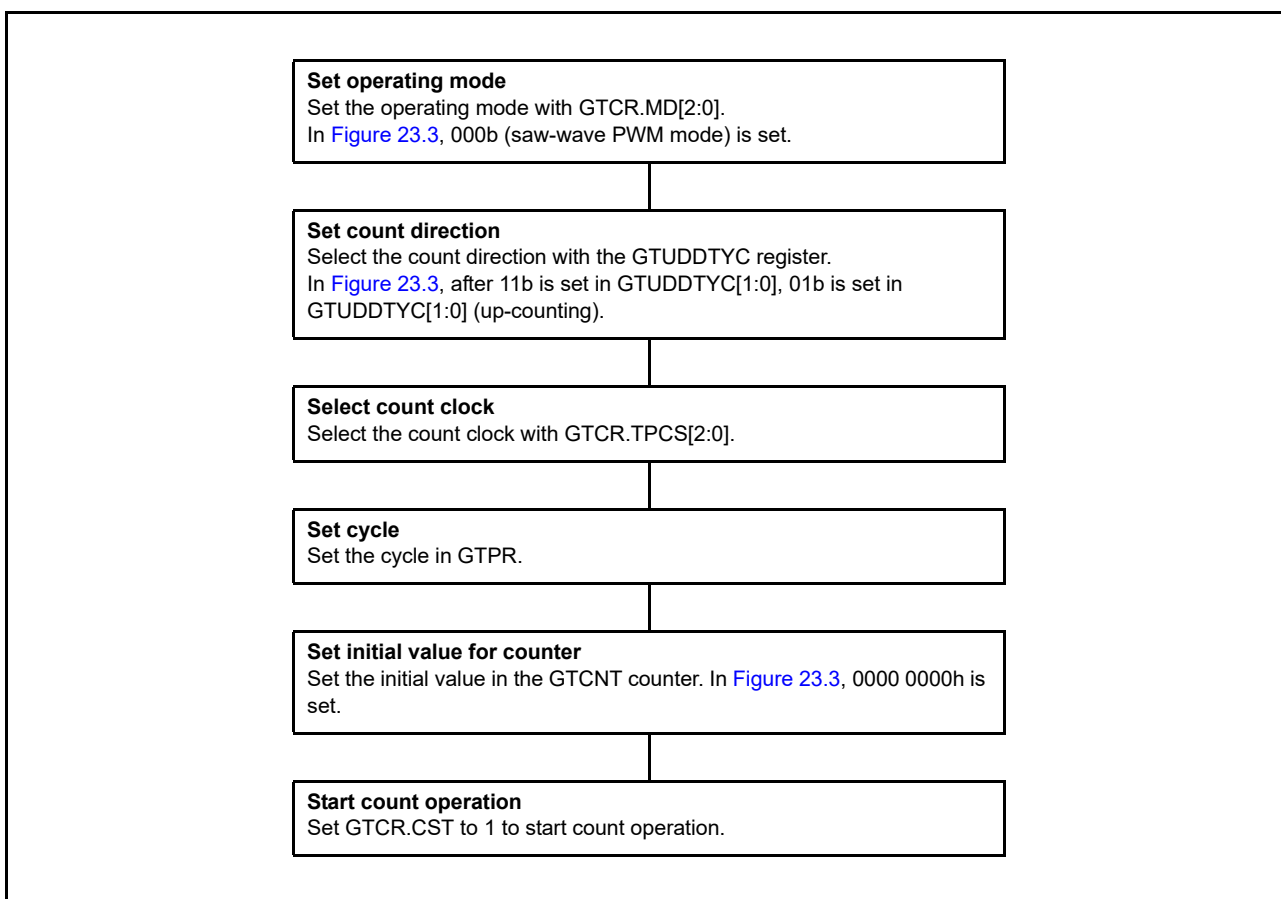 Set operating mode
Set the operating mode with GTCR.MD[2:0].
In Figure 23.3, 000b (saw-wave PWM mode) is set.
Set count direction
Select the count direction with the GTUDDTYC register.
In Figure 23.3, after 11b is set in GTUDDTYC[1:0], 01b is set in
GTUDDTYC[1:0] (up-counting).
Select count clock
Select the count clock with GTCR.TPCS[2:0].
Set cycle
Set the cycle in GTPR.
Set initial value for counter
Set the initial value in the GTCNT counter. In Figure 23.3, 0000 0000h is
set.
Start count operation
Set GTCR.CST to 1 to start count operation.